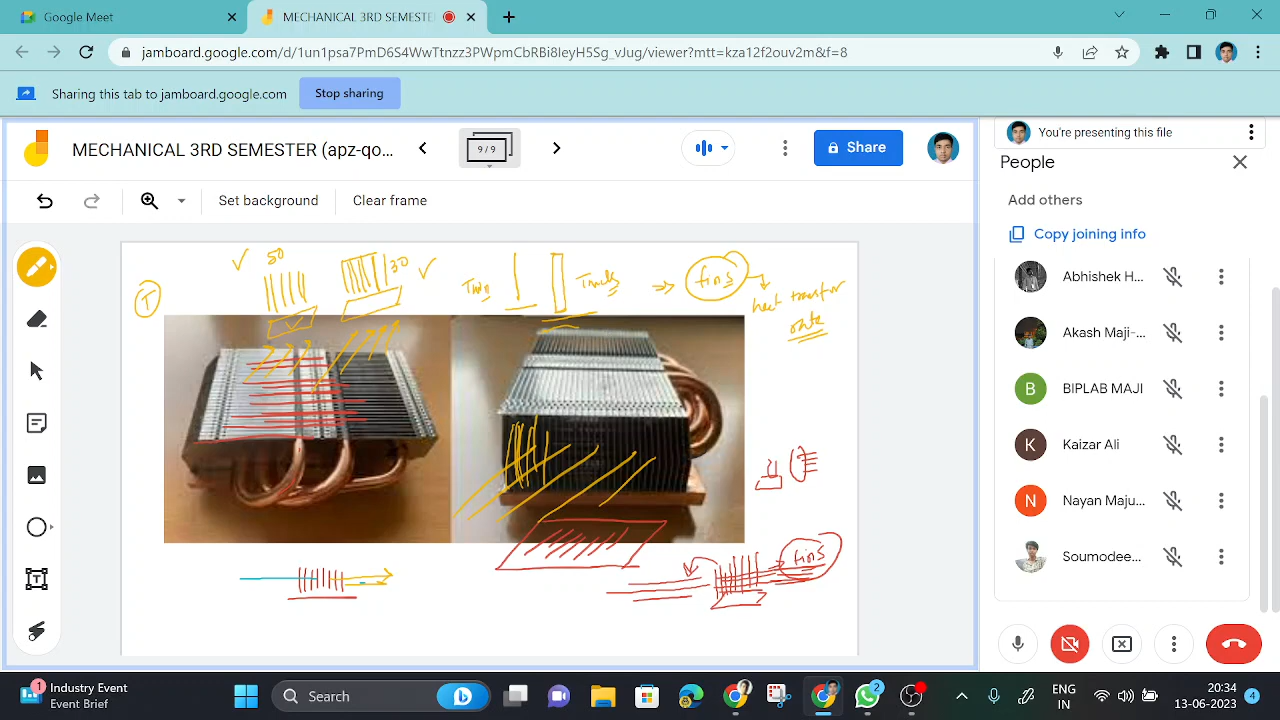 Google Meet
MECHANICAL 3RD SEMESTER
jamboard.google.com/d/1un1psa7PmD6S4WwTtnzz3PWpmCbRBi8leyH5Sg_vJug/viewer?mtt=kza12f2ouv2m&f=8
Sharing this tab to jamboard.google.com
Stop sharing
MECHANICAL 3RD SEMESTER (apz-qo...
9/9
Share
You're presenting this file
People
Set background
Clear frame
Add others
Copy joining info
Abhishek H...
Akash Maji-...
BIPLAB MAJI
Kaizar Ali
Nayan Maju...
Soumodee...
T
50
30
Thin
fins
heat transfer
rate
fins
1
Industry Event
Event Brief
Search
2
ENG
IN
20:34
13-06-2023